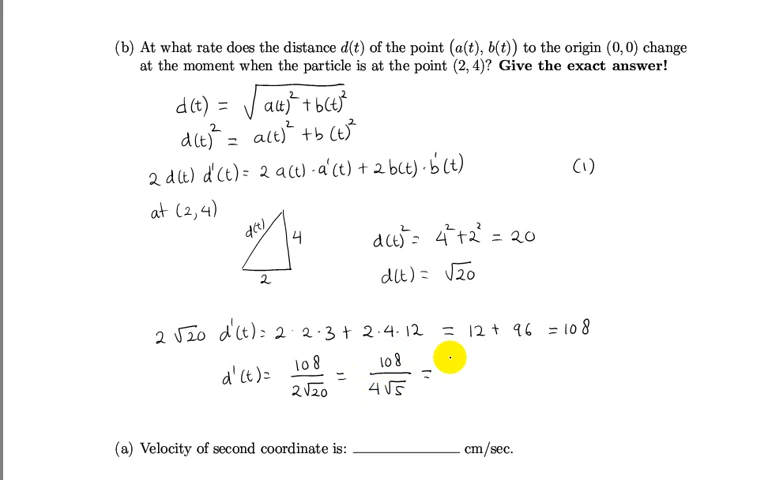 (b) At what rate does the distance d(t) of the point (a(t), b(t)) to the origin (0,0) change
at the moment when the particle is at the point (2, 4)? Give the exact answer!
d(t) = √(a(t)² + b(t)²)
d(t)² = a(t)² + b(t)²
2 d(t) d'(t) = 2 a(t) · a'(t) + 2 b(t) · b'(t) (1)
at (2,4)
d(t) 4 d(t)² = 4² + 2² = 20
2 d(t) = √20
2 √20 d'(t) = 2 · 2 · 3 + 2 · 4 · 12 = 12 + 96 = 108
d'(t) = 108/(2√20) = 108/(4√5) =
(a) Velocity of second coordinate is: ______________ cm/sec.